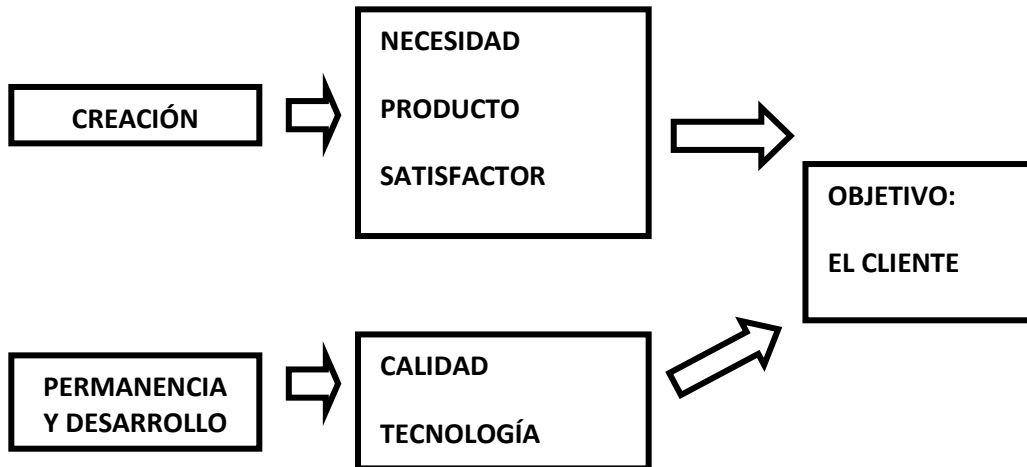 CREACIÓN
NECESIDAD
PRODUCTO
SATISFACTOR
OBJETIVO:
EL CLIENTE
PERMANENCIA
Y DESARROLLO
CALIDAD
TECNOLOGÍA